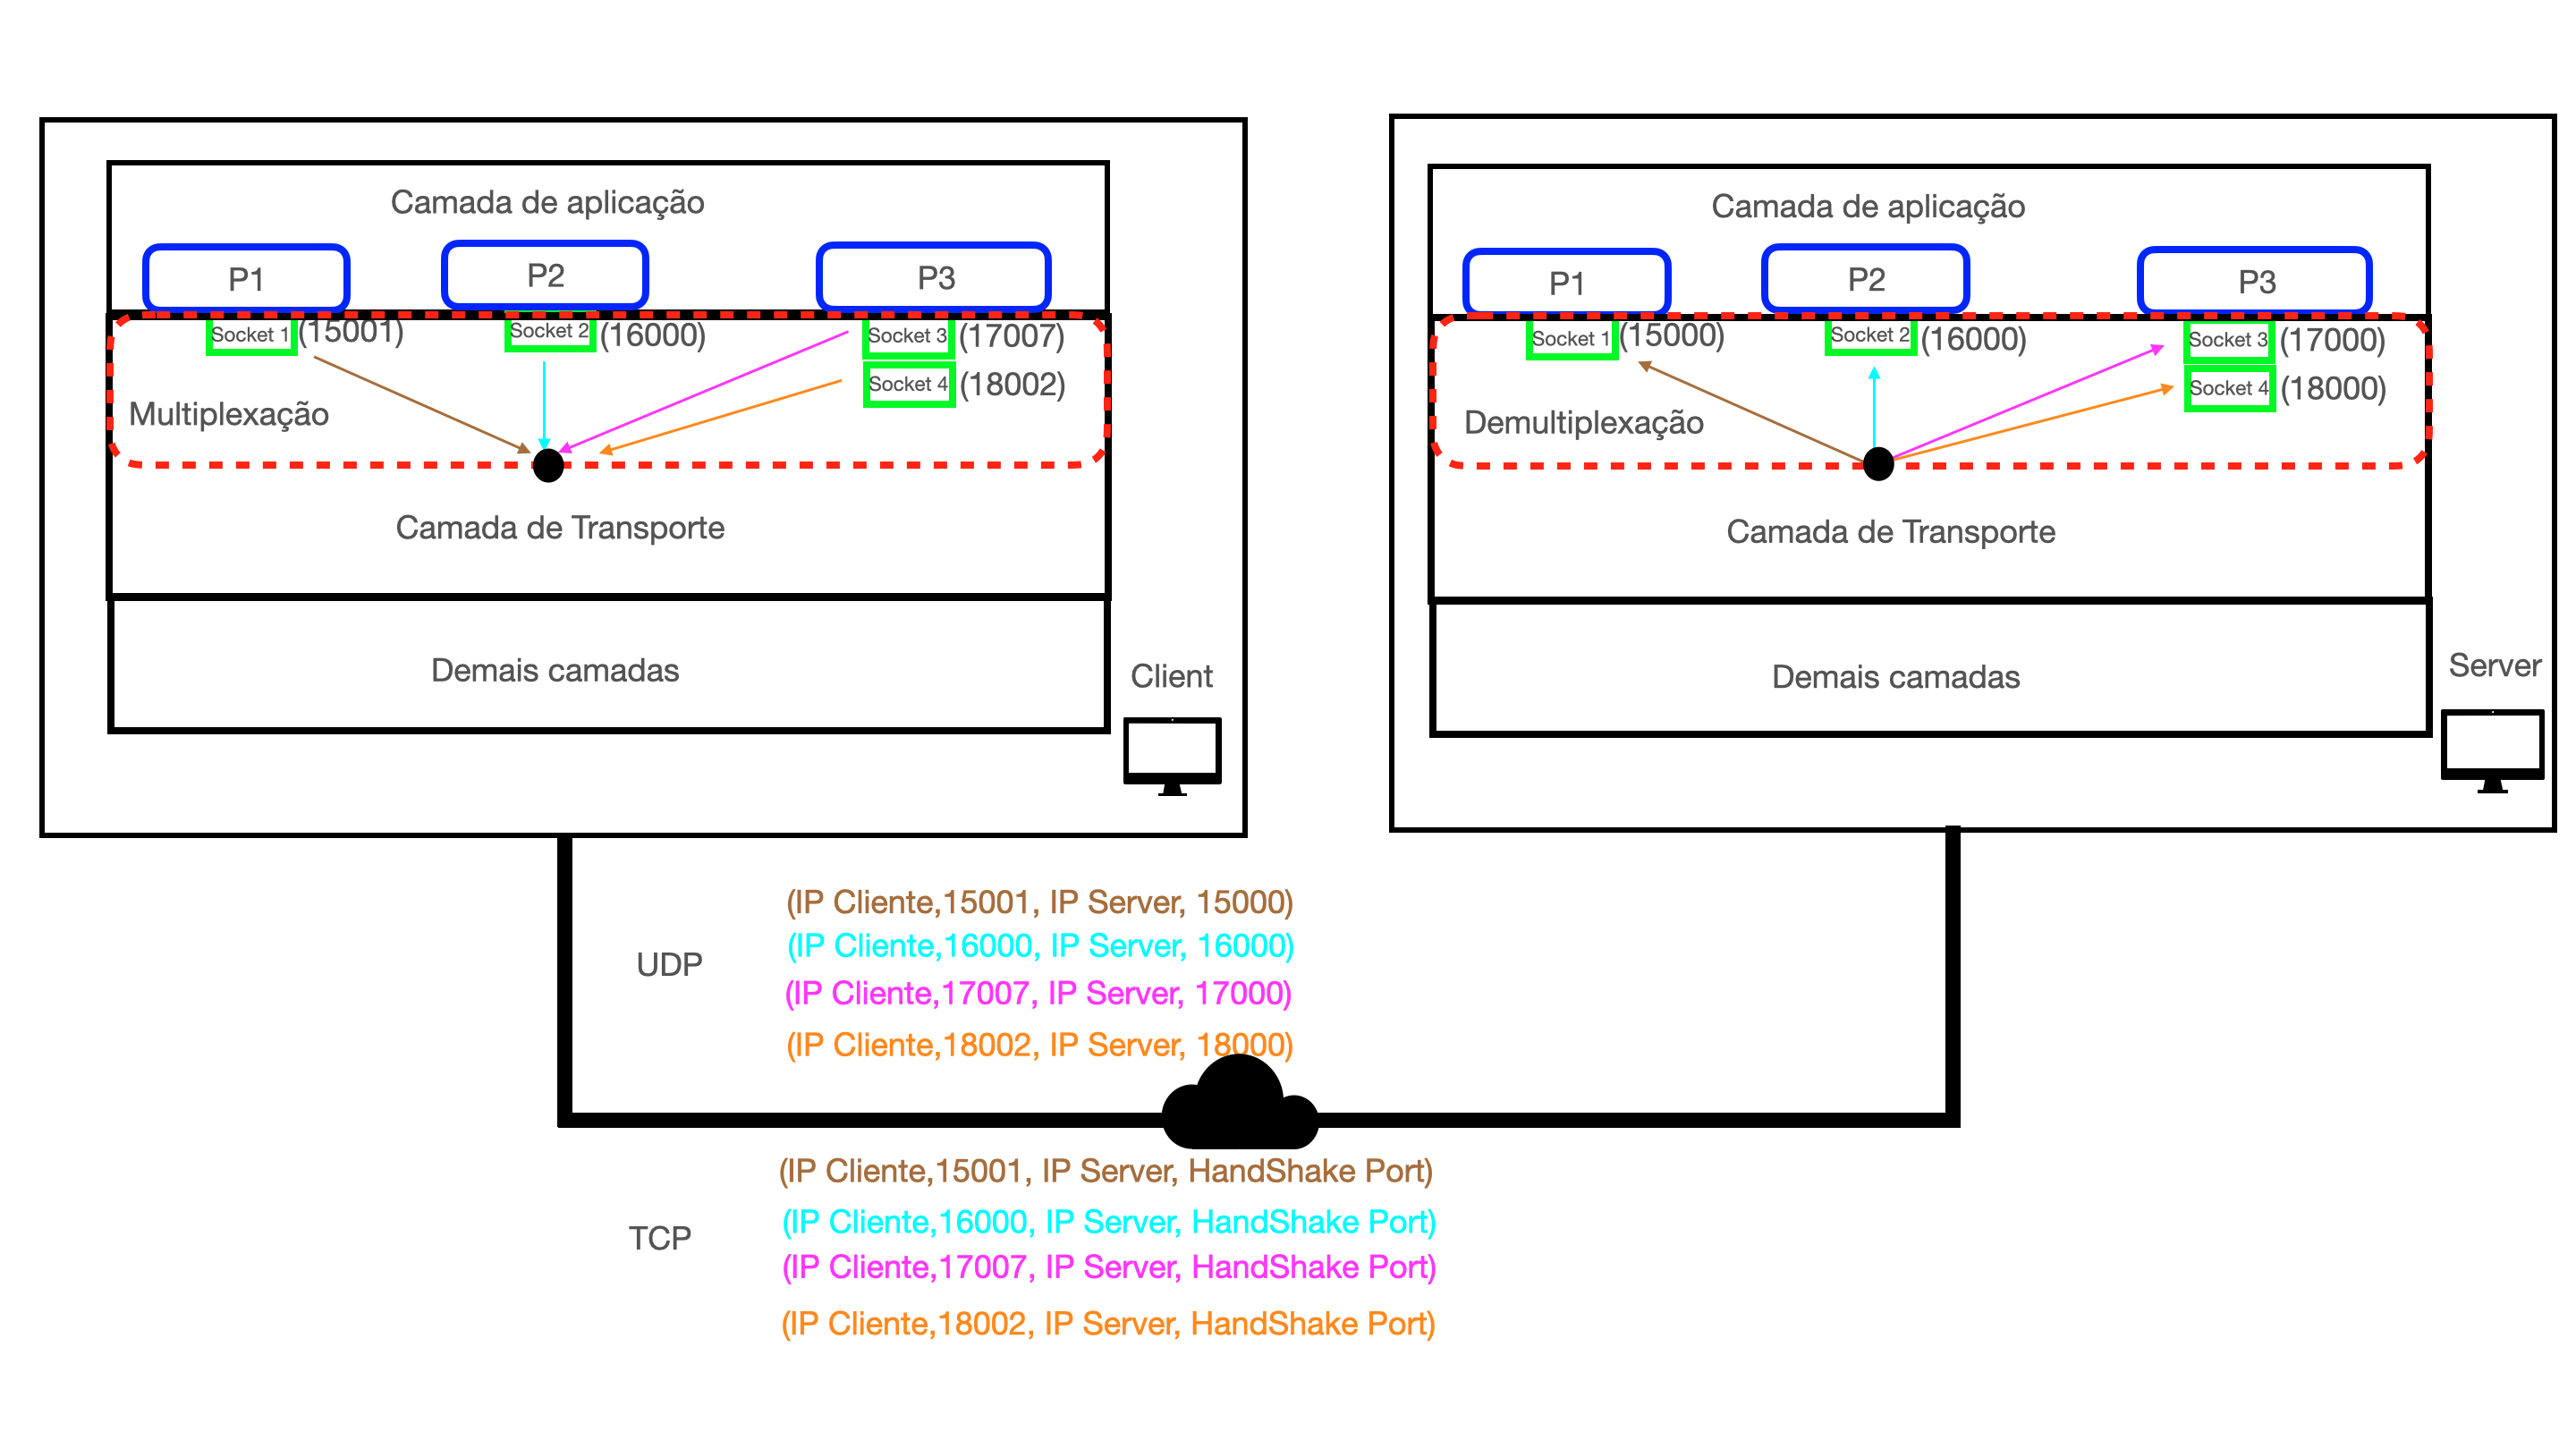 Camada de aplicação
P1
P2
P3
Socket 1 (15001)
Socket 2 (16000)
Socket 3 (17007)
Socket 4 (18002)
Multiplexação
Camada de Transporte
Demais camadas
Client
Camada de aplicação
P1
P2
P3
Socket 1 (15000)
Socket 2 (16000)
Socket 3 (17000)
Socket 4 (18000)
Demultiplexação
Camada de Transporte
Demais camadas
Server
UDP
(IP Cliente,15001, IP Server, 15000)
(IP Cliente,16000, IP Server, 16000)
(IP Cliente,17007, IP Server, 17000)
(IP Cliente,18002, IP Server, 18000)
TCP
(IP Cliente,15001, IP Server, HandShake Port)
(IP Cliente,16000, IP Server, HandShake Port)
(IP Cliente,17007, IP Server, HandShake Port)
(IP Cliente,18002, IP Server, HandShake Port)